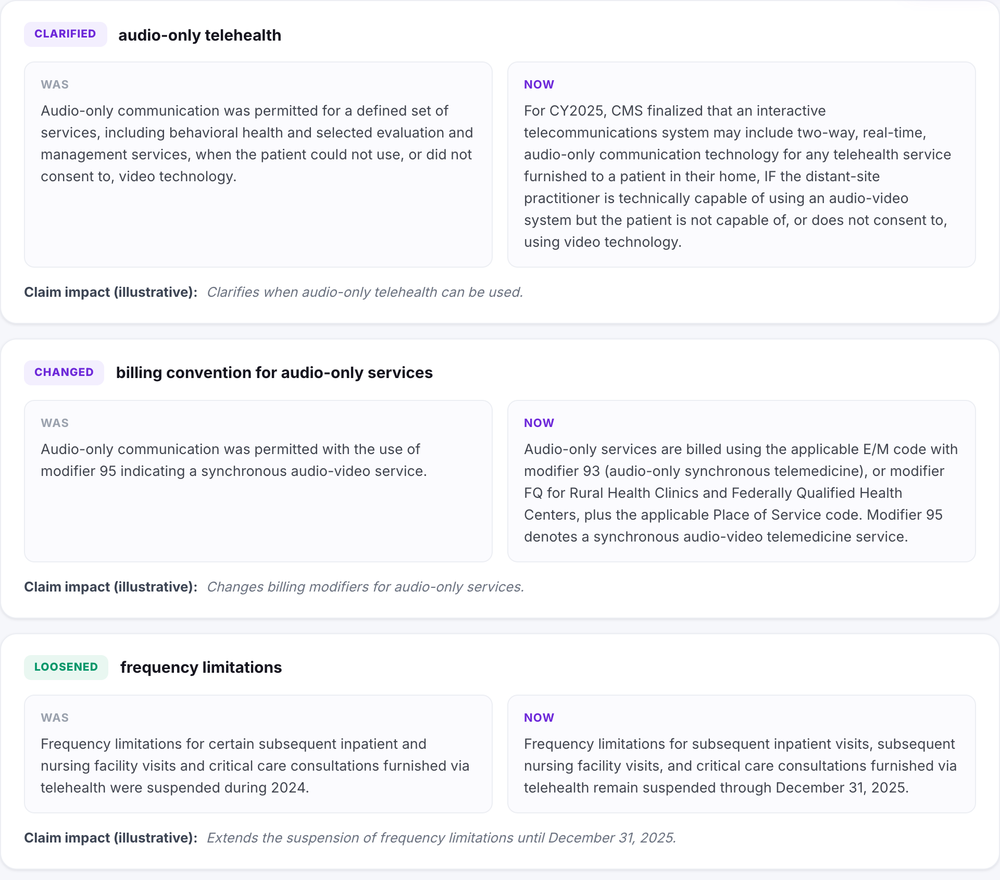 CLARIFIED audio-only telehealth
WAS
Audio-only communication was permitted for a defined set of
services, including behavioral health and selected evaluation and
management services, when the patient could not use, or did not
consent to, video technology.
NOW
For CY2025, CMS finalized that an interactive
telecommunications system may include two-way, real-time,
audio-only communication technology for any telehealth service
furnished to a patient in their home, IF the distant-site
practitioner is technically capable of using an audio-video
system but the patient is not capable of, or does not consent to,
using video technology.
Claim impact (illustrative): Clarifies when audio-only telehealth can be used.
CHANGED billing convention for audio-only services
WAS
Audio-only communication was permitted with the use of
modifier 95 indicating a synchronous audio-video service.
NOW
Audio-only services are billed using the applicable E/M code with
modifier 93 (audio-only synchronous telemedicine), or modifier
FQ for Rural Health Clinics and Federally Qualified Health
Centers, plus the applicable Place of Service code. Modifier 95
denotes a synchronous audio-video telemedicine service.
Claim impact (illustrative): Changes billing modifiers for audio-only services.
LOOSENED frequency limitations
WAS
Frequency limitations for certain subsequent inpatient and
nursing facility visits and critical care consultations furnished via
telehealth were suspended during 2024.
NOW
Frequency limitations for subsequent inpatient visits, subsequent
nursing facility visits, and critical care consultations furnished via
telehealth remain suspended through December 31, 2025.
Claim impact (illustrative): Extends the suspension of frequency limitations until December 31, 2025.